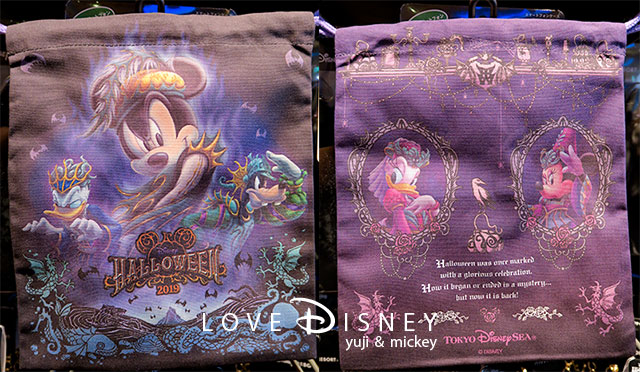 HALLOWEEN
2019
Halloween was once marked
with a glorious celebration.
How it began or ended is a mystery...
but now it is back!
TOKYO DisneySEA®
© DISNEY
LOVE DISNEY
yuji & mickey